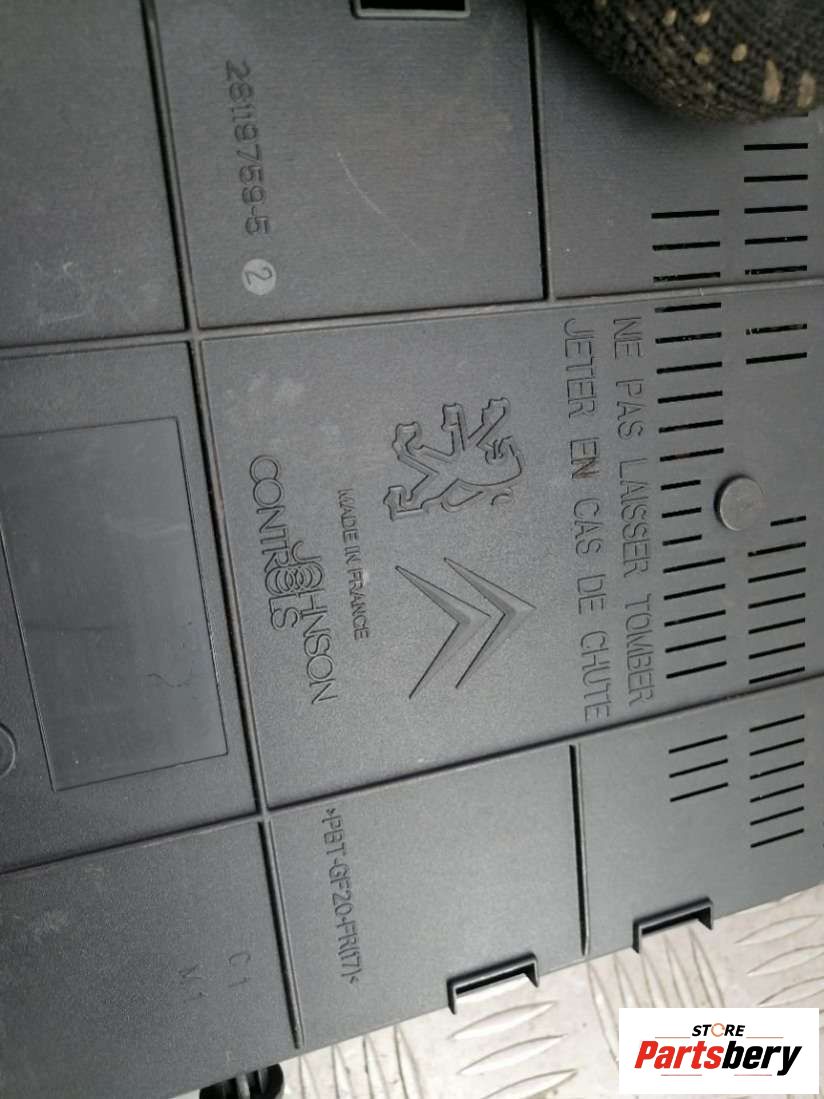 28119759-5 2
NE PAS LAISSER TOMBER
JETER EN CAS DE CHUTE
MADE IN FRANCE
JOHNSON
CONTROLS
>PBT-GF20-FR(17)<
C1
STORE
Partsbery